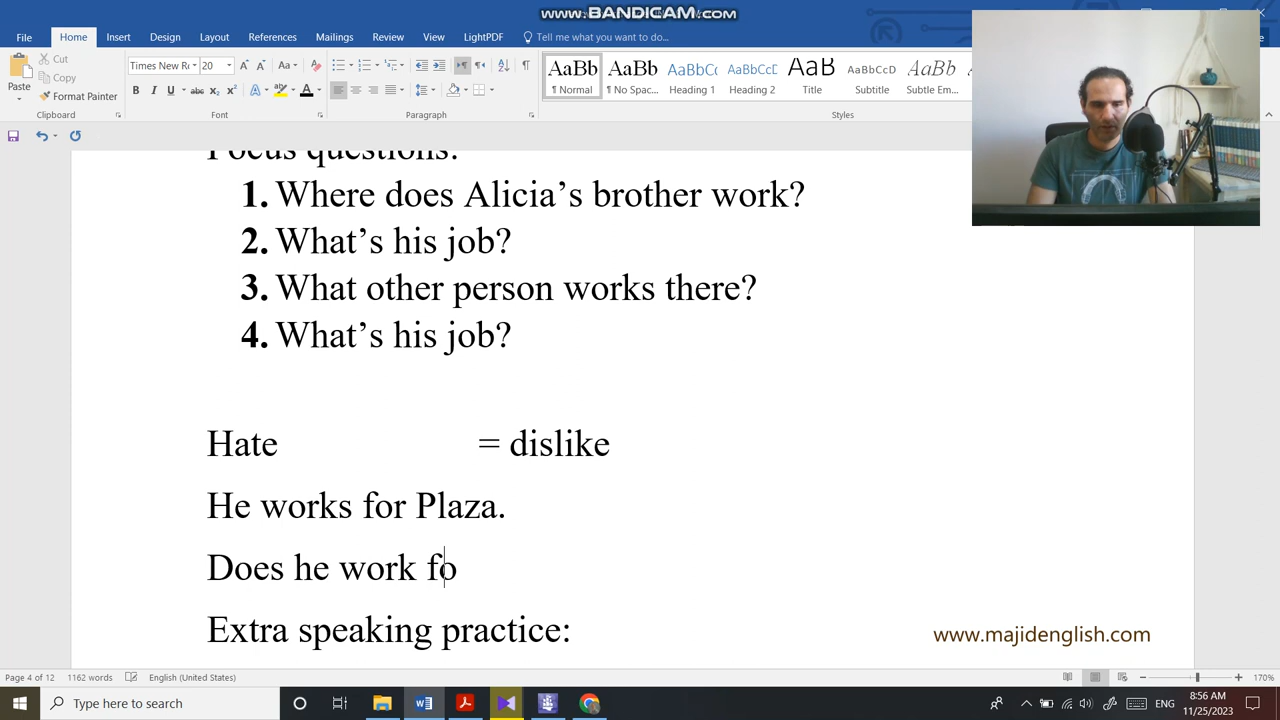 www.BANDICAM.com
File Home Insert Design Layout References Mailings Review View LightPDF Tell me what you want to do...
Cut
Copy
Format Painter
Paste
Times New Ro 20
AaBbCcD AaBbCcD
¶ Normal ¶ No Spac... Heading 1 Heading 2 Title Subtitle Subtle Em...
Clipboard Font Paragraph Styles
Focus questions:
1. Where does Alicia’s brother work?
2. What’s his job?
3. What other person works there?
4. What’s his job?
Hate = dislike
He works for Plaza.
Does he work fo
Extra speaking practice:
www.majidenglish.com
Page 4 of 12 1162 words English (United States) 170%
Type here to search
ENG
8:56 AM
11/25/2023